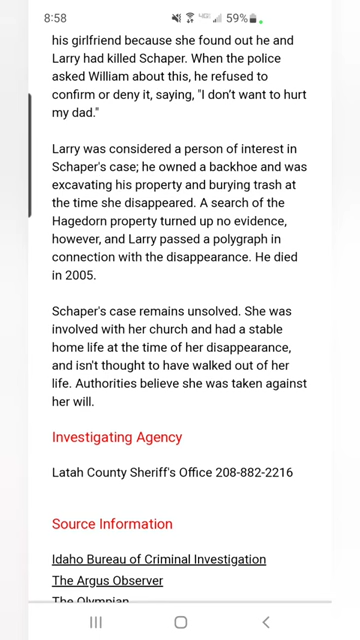 8:58
59%
his girlfriend because she found out he and
Larry had killed Schaper. When the police
asked William about this, he refused to
confirm or deny it, saying, "I don't want to hurt
my dad."
Larry was considered a person of interest in
Schaper's case; he owned a backhoe and was
excavating his property and burying trash at
the time she disappeared. A search of the
Hagedorn property turned up no evidence,
however, and Larry passed a polygraph in
connection with the disappearance. He died
in 2005.
Schaper's case remains unsolved. She was
involved with her church and had a stable
home life at the time of her disappearance,
and isn't thought to have walked out of her
life. Authorities believe she was taken against
her will.
Investigating Agency
Latah County Sheriff's Office 208-882-2216
Source Information
Idaho Bureau of Criminal Investigation
The Argus Observer
The Olympian